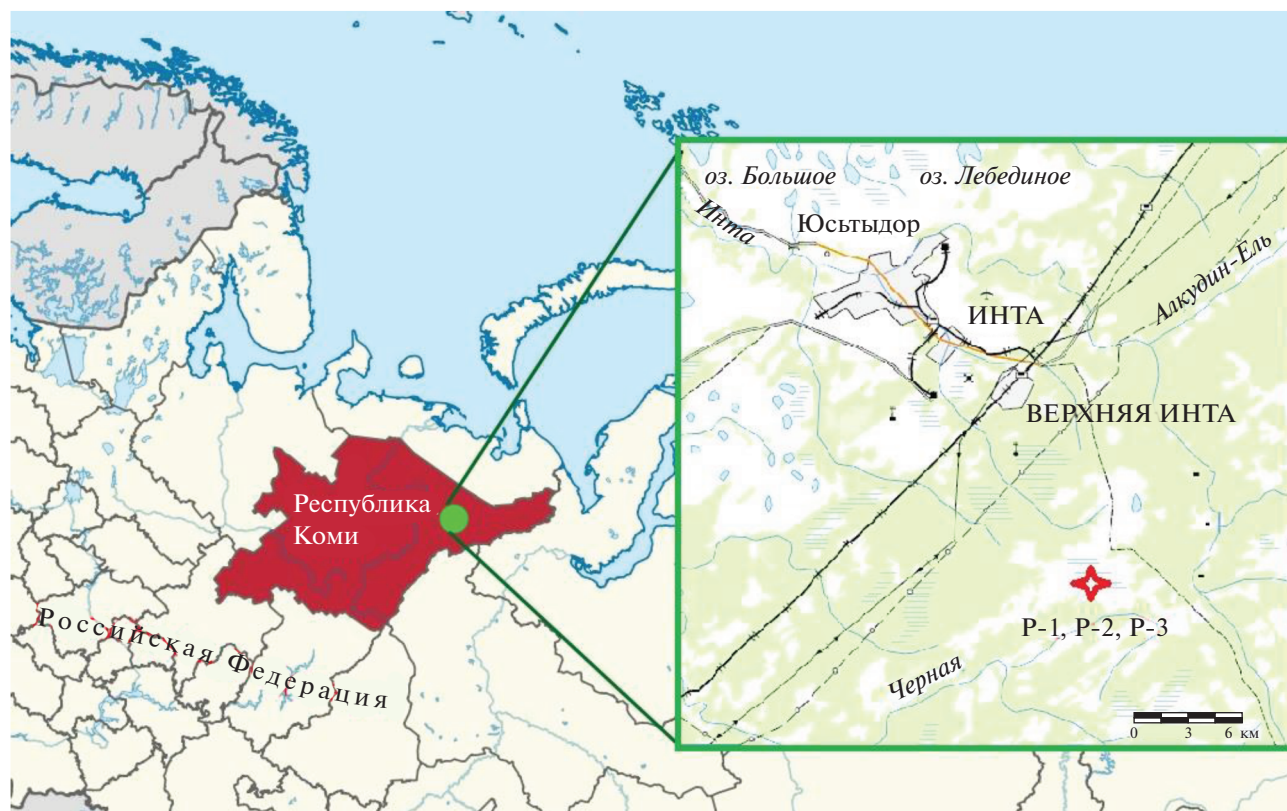 Республика
Коми
Российская Федерация
оз. Большое
оз. Лебединое
Инта
Юсьтыдор
Алкудин-Ель
ИНТА
ВЕРХНЯЯ ИНТА
Р-1, Р-2, Р-3
Черная
0 3 6 км